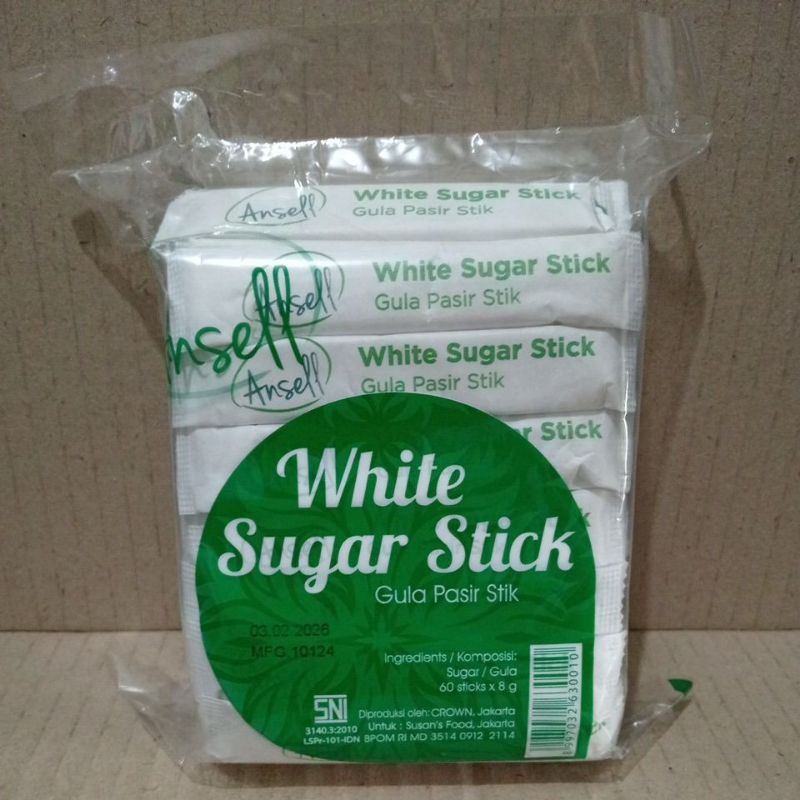 Ansell
White Sugar Stick
Gula Pasir Stik
Ansell
White Sugar Stick
Gula Pasir Stik
Ansell
White Sugar Stick
Gula Pasir Stik
Stick
White
Sugar Stick
Gula Pasir Stik
03.02.2026
MFG 10124
Ingredients / Komposisi:
Sugar / Gula
60 sticks x 8 g
SNI
3140.3:2010
LSPr-101-IDN
Diproduksi oleh: CROWN, Jakarta
Untuk : Susan's Food, Jakarta
BPOM RI MD 3514 0912 2114
8 997032 630010